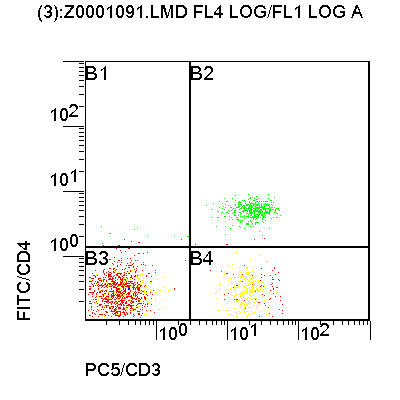 (3):Z0001091.LMD FL4 LOG/FL1 LOG A
B1 B2
10²
10¹
10⁰
B3 B4
FITC/CD4
10⁰ 10¹ 10²
PC5/CD3